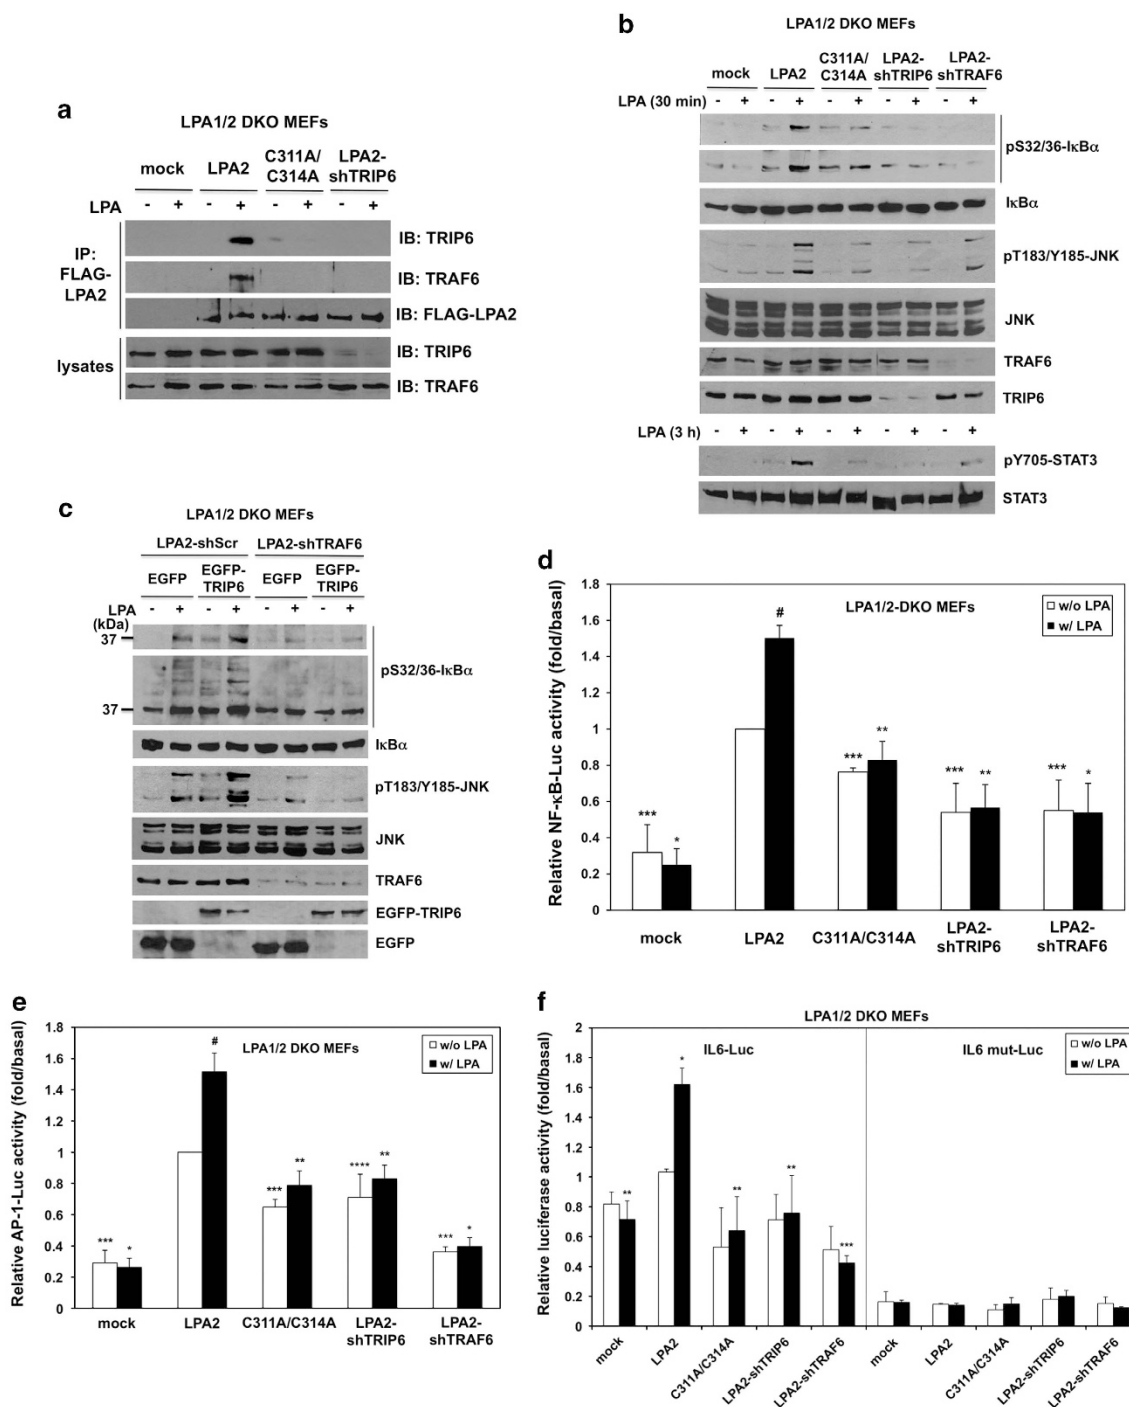 a
LPA1/2 DKO MEFs
mock LPA2 C311A/C314A LPA2-shTRIP6
LPA - + - + - + - +
IP: FLAG-LPA2
IB: TRIP6
IB: TRAF6
IB: FLAG-LPA2
lysates
IB: TRIP6
IB: TRAF6
b
LPA1/2 DKO MEFs
mock LPA2 C311A/C314A LPA2-shTRIP6 LPA2-shTRAF6
LPA (30 min) - + - + - + - + - +
pS32/36-IκBα
IκBα
pT183/Y185-JNK
JNK
TRAF6
TRIP6
LPA (3 h) - + - + - + - + - +
pY705-STAT3
STAT3
c
LPA1/2 DKO MEFs
LPA2-shScr LPA2-shTRAF6
EGFP EGFP-TRIP6 EGFP EGFP-TRIP6
LPA - + - + - + - +
(kDa)
37
pS32/36-IκBα
37
IκBα
pT183/Y185-JNK
JNK
TRAF6
EGFP-TRIP6
EGFP
d
LPA1/2-DKO MEFs
w/o LPA
w/ LPA
Relative NF-κB-Luc activity (fold/basal)
1.8
1.6
1.4
1.2
1
0.8
0.6
0.4
0.2
0
*** * # *** ** *** ** *** *
mock LPA2 C311A/C314A LPA2-shTRIP6 LPA2-shTRAF6
e
LPA1/2 DKO MEFs
w/o LPA
w/ LPA
Relative AP-1-Luc activity (fold/basal)
1.8
1.6
1.4
1.2
1
0.8
0.6
0.4
0.2
0
*** * # *** ** **** ** *** *
mock LPA2 C311A/C314A LPA2-shTRIP6 LPA2-shTRAF6
f
LPA1/2 DKO MEFs
IL6-Luc IL6 mut-Luc
w/o LPA
w/ LPA
Relative luciferase activity (fold/basal)
2
1.8
1.6
1.4
1.2
1
0.8
0.6
0.4
0.2
0
** * ** ** ***
mock LPA2 C311A/C314A LPA2-shTRIP6 LPA2-shTRAF6 mock LPA2 C311A/C314A LPA2-shTRIP6 LPA2-shTRAF6